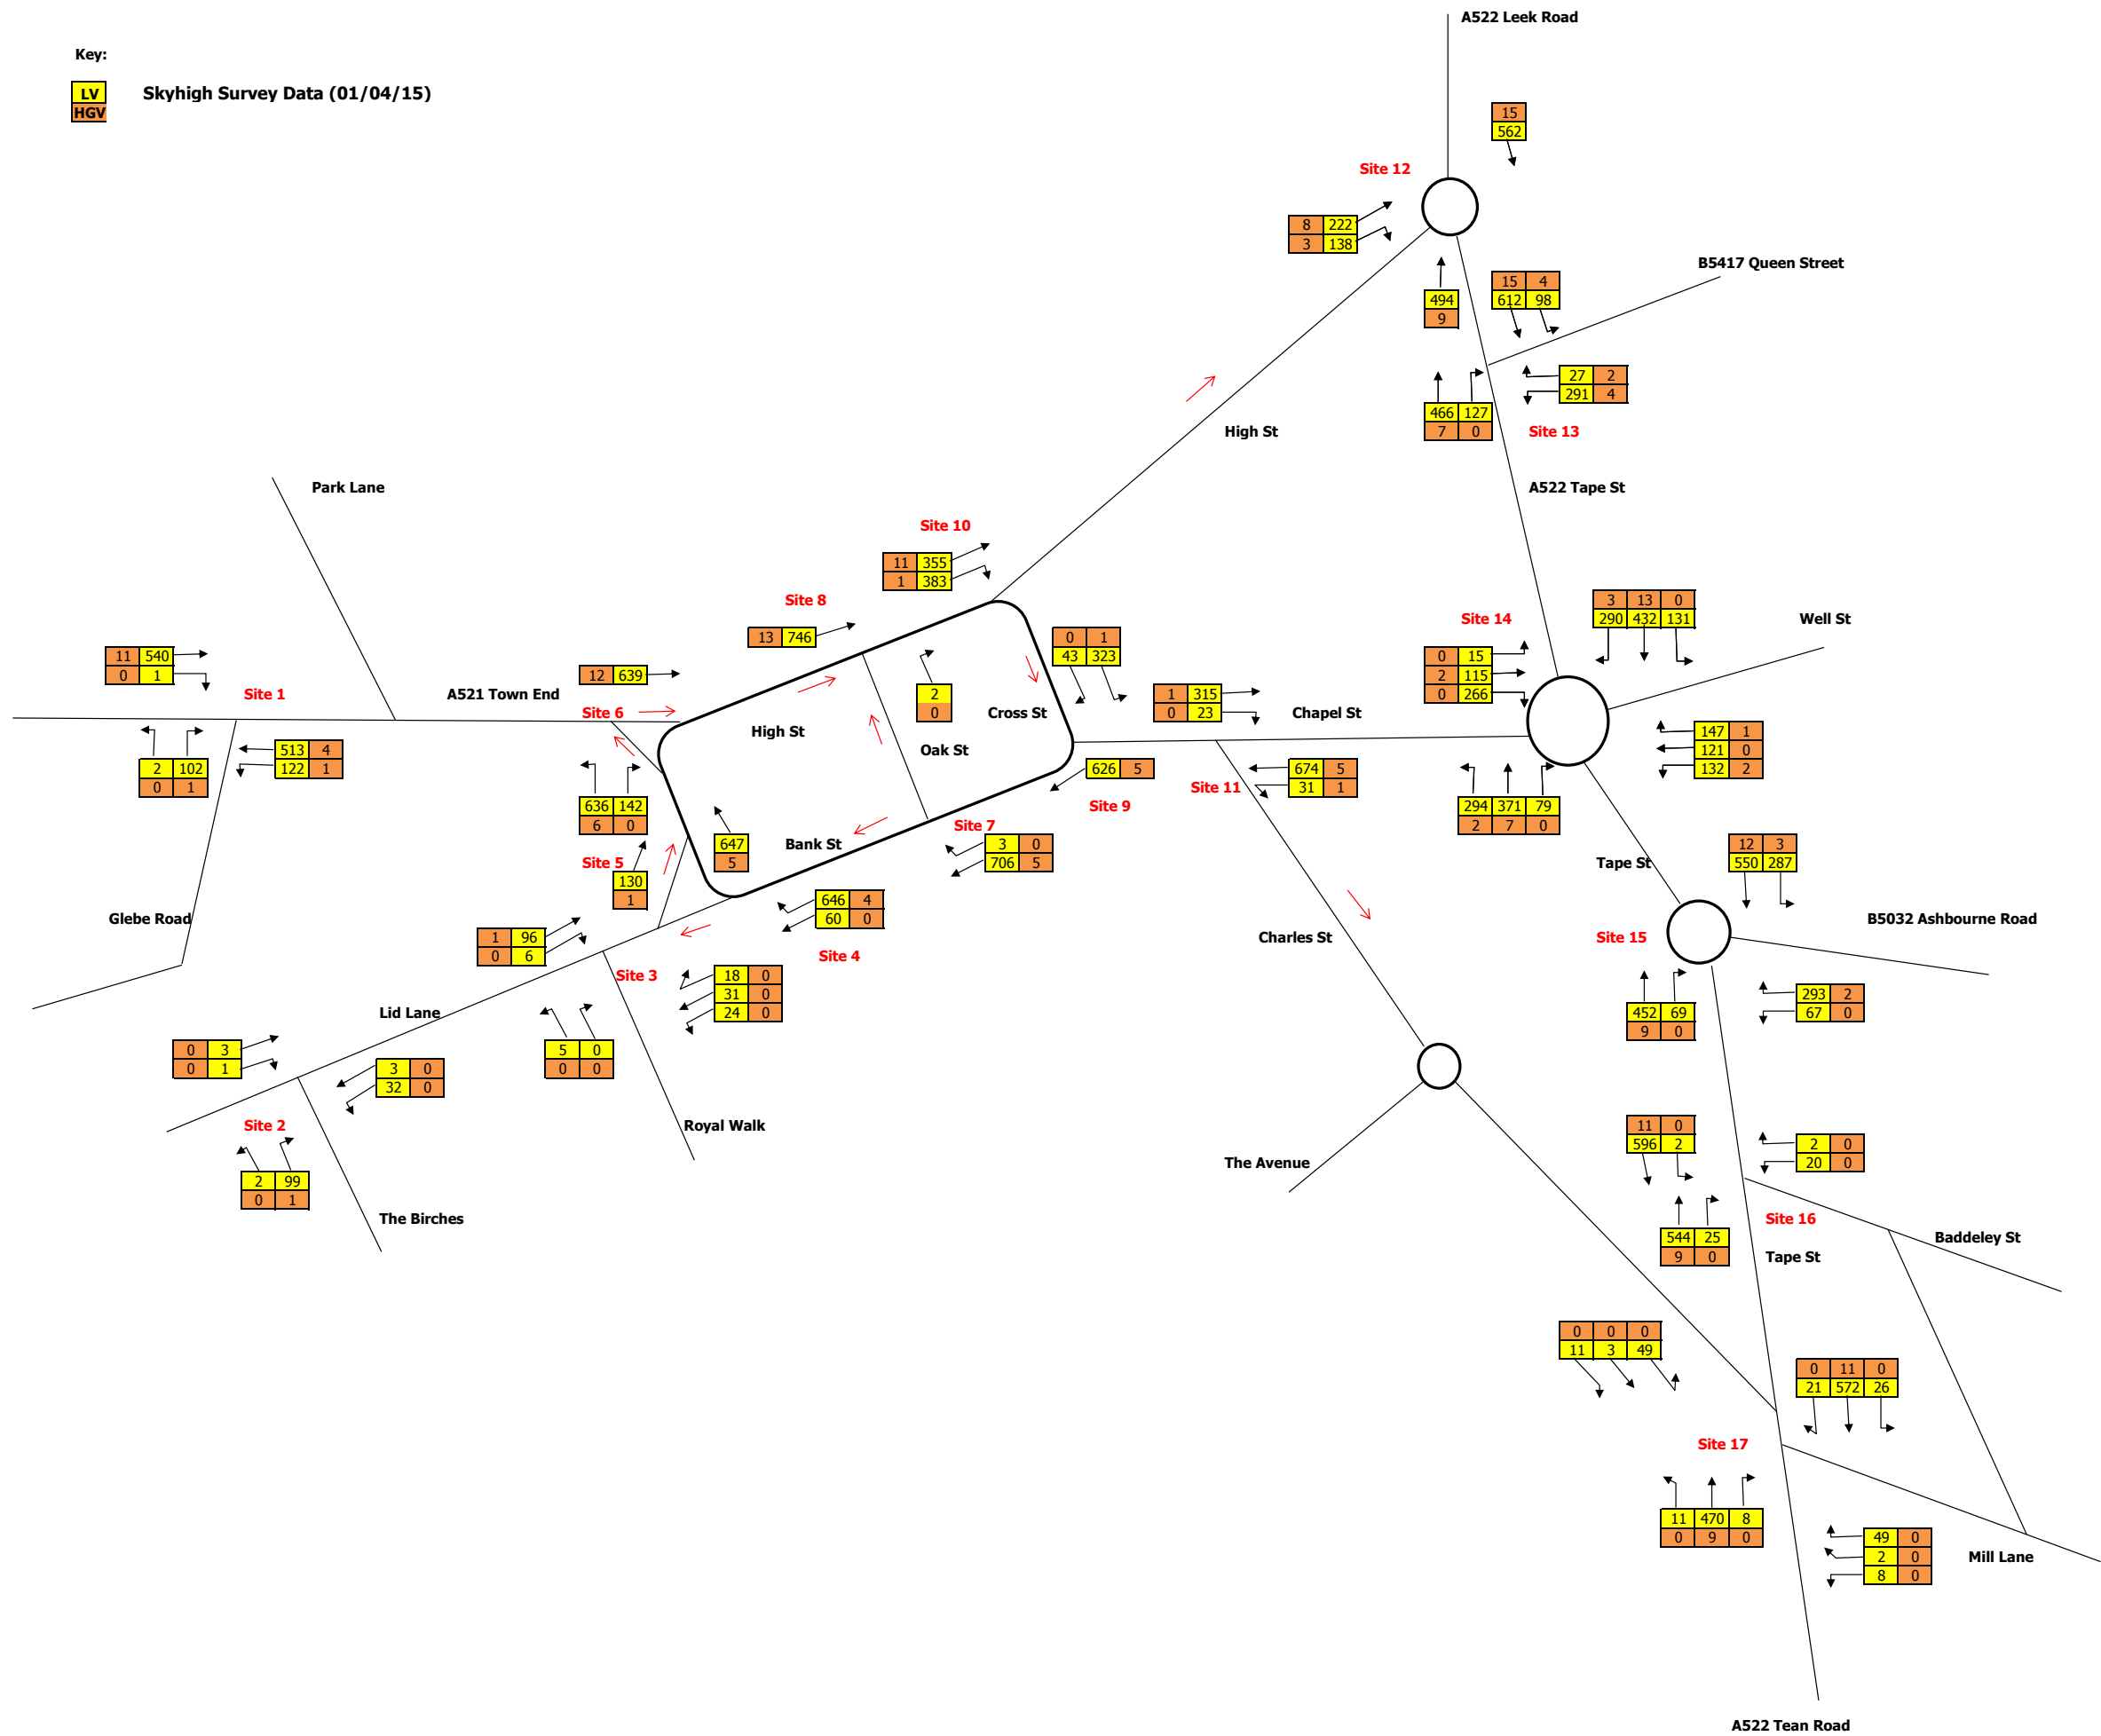 A522 Leek Road
Key:
LV
HGV
Skyhigh Survey Data (01/04/15)
15
562
Site 12
8 222
3 138
B5417 Queen Street
494
9
15 4
612 98
27 2
291 4
466 127
7 0
Site 13
High St
A522 Tape St
Park Lane
Site 10
11 355
1 383
Site 8
13 746
Site 14
3 13 0
290 432 131
Well St
0 1
43 323
11 540
0 1
0 15
2 115
0 266
12 639
Site 1
A521 Town End
2
0
1 315
0 23
Site 6
Cross St
Chapel St
High St
Oak St
147 1
121 0
132 2
513 4
122 1
2 102
0 1
626 5
674 5
31 1
Site 11
Site 9
636 142
6 0
294 371 79
2 7 0
Site 7
647
5
Bank St
3 0
706 5
12 3
550 287
Site 5
Tape St
130
1
646 4
60 0
Glebe Road
B5032 Ashbourne Road
1 96
0 6
Charles St
Site 15
Site 4
Site 3
18 0
31 0
24 0
293 2
67 0
Lid Lane
452 69
9 0
0 3
0 1
5 0
0 0
3 0
32 0
Site 2
Royal Walk
11 0
596 2
2 0
20 0
The Avenue
2 99
0 1
The Birches
Site 16
544 25
9 0
Baddeley St
Tape St
0 0 0
11 3 49
0 11 0
21 572 26
Site 17
11 470 8
0 9 0
49 0
2 0
8 0
Mill Lane
A522 Tean Road